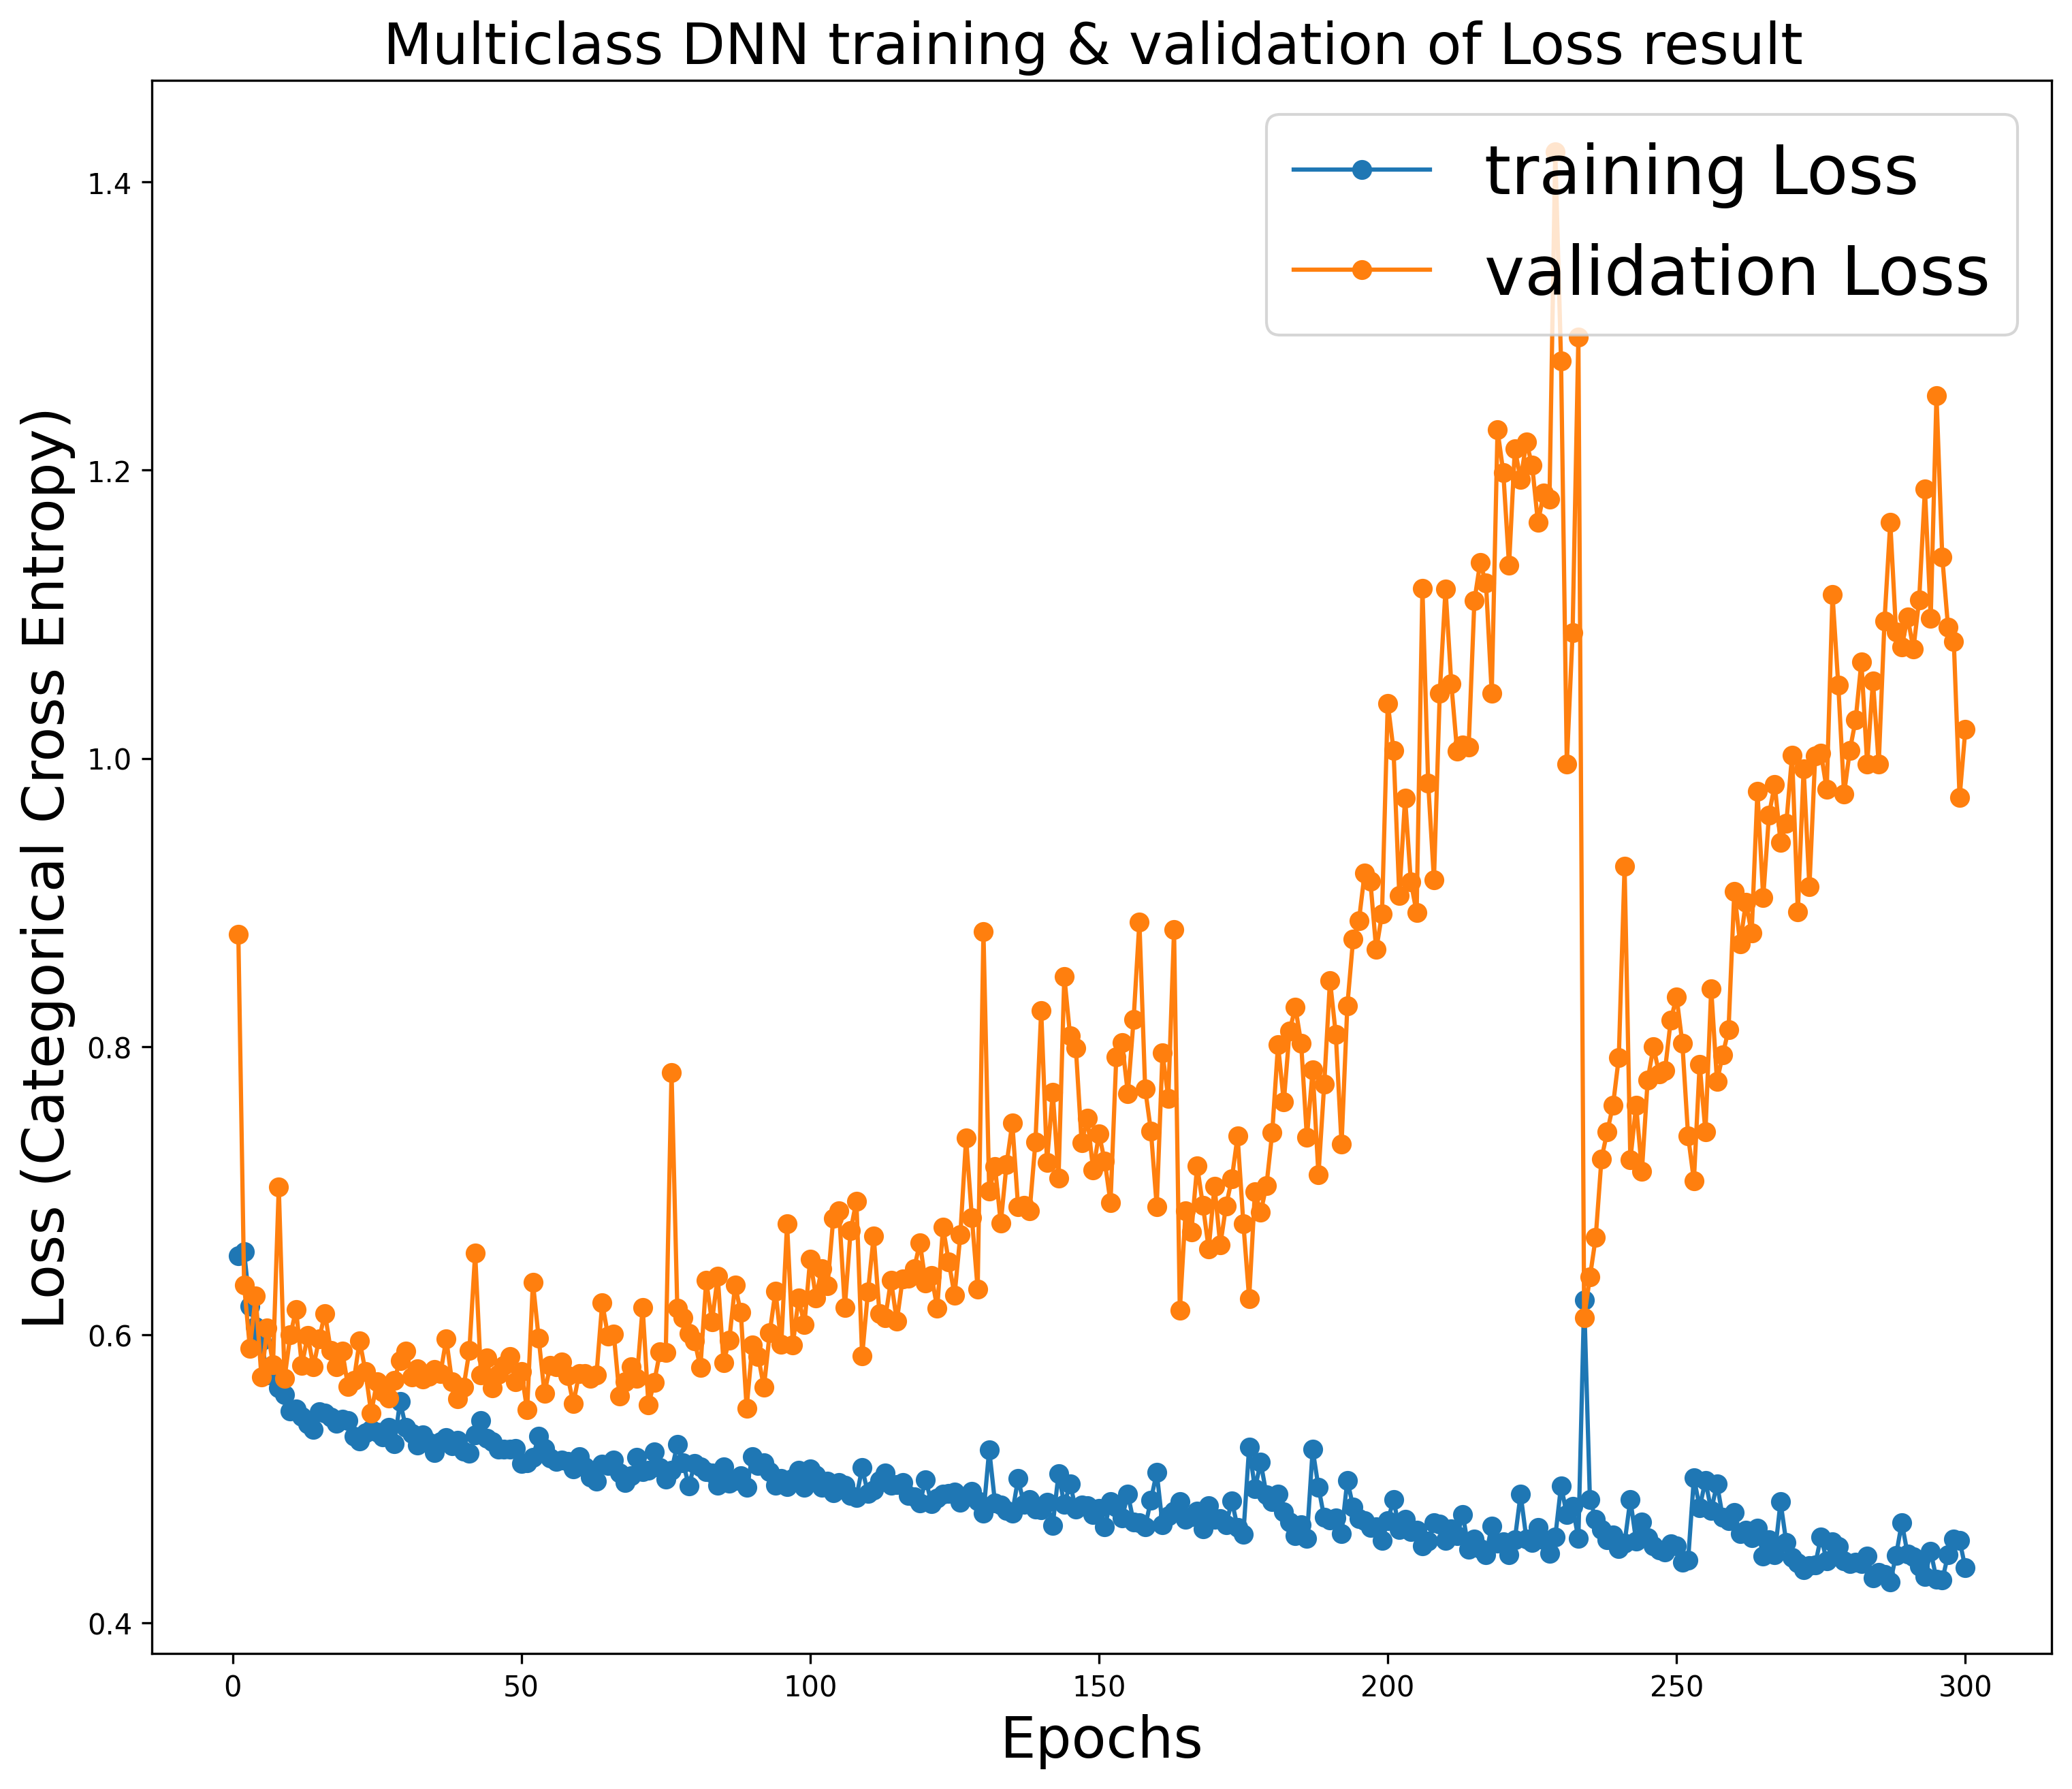 Multiclass DNN training & validation of Loss result
training Loss
validation Loss
Loss (Categorical Cross Entropy)
1.4
1.2
1.0
0.8
0.6
0.4
0 50 100 150 200 250 300
Epochs